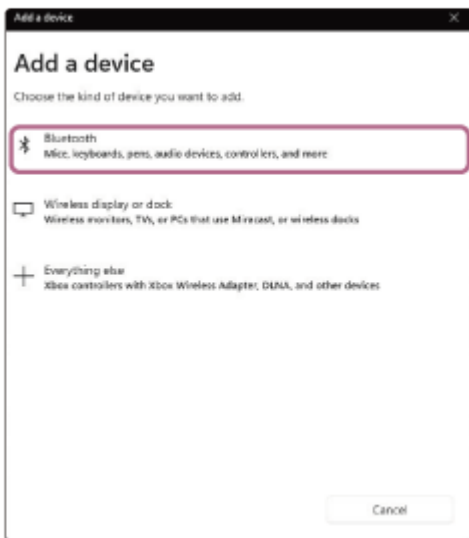 Add a device
Add a device
Choose the kind of device you want to add.
Bluetooth
Mice, keyboards, pens, audio devices, controllers, and more
Wireless display or dock
Wireless monitors, TVs, or PCs that use Miracast, or wireless docks
Everything else
Xbox controllers with Xbox Wireless Adapter, DLNA, and other devices
Cancel